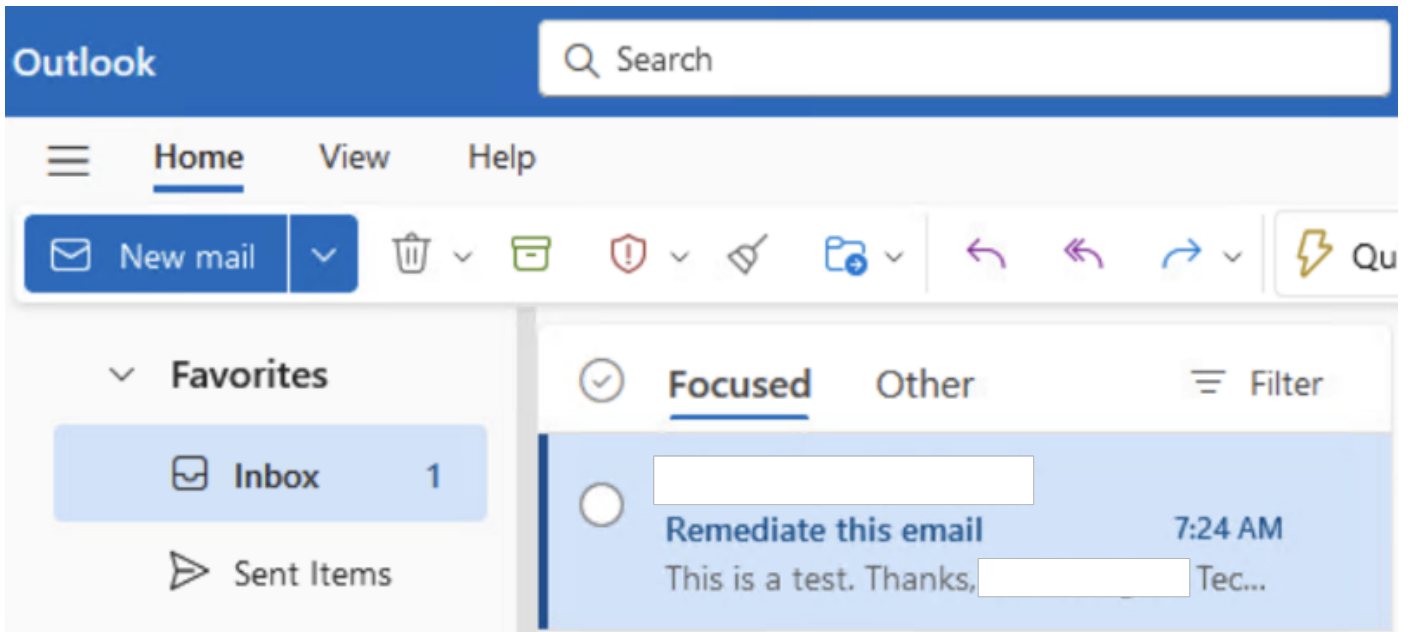 Outlook
Search
Home View Help
New mail Qu
Favorites
Inbox 1
Sent Items
Focused Other Filter
Remediate this email 7:24 AM
This is a test. Thanks, Tec...